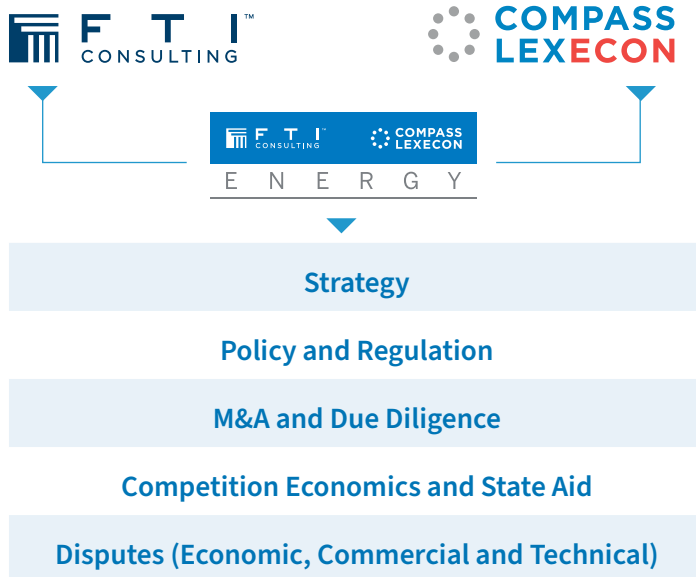 FTI™
CONSULTING
COMPASS
LEXECON
FTI™
CONSULTING
COMPASS
LEXECON
ENERGY
Strategy
Policy and Regulation
M&A and Due Diligence
Competition Economics and State Aid
Disputes (Economic, Commercial and Technical)